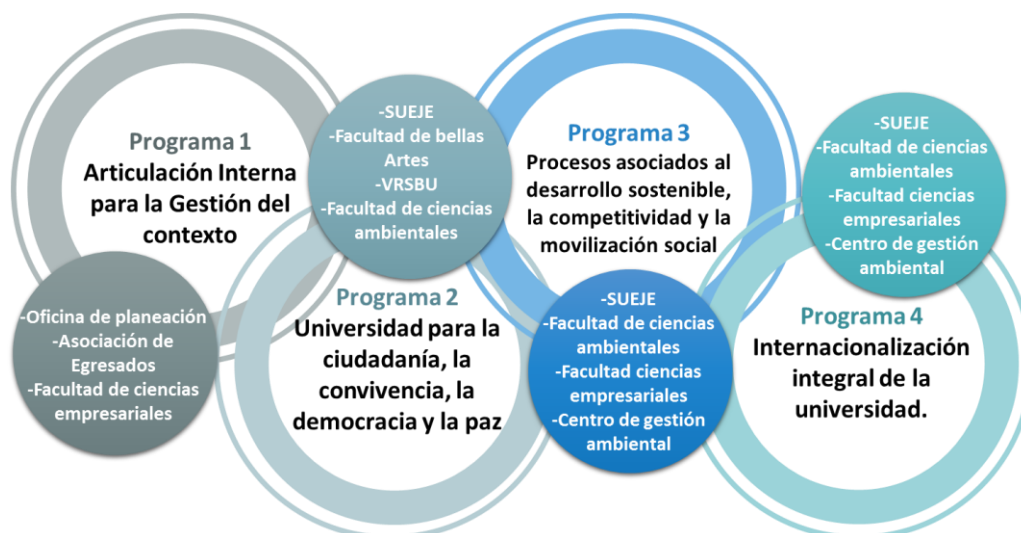 Programa 1
Articulación Interna
para la Gestión del
contexto
-Oficina de planeación
-Asociación de
Egresados
-Facultad de ciencias
empresariales
-SUEJE
-Facultad de bellas
Artes
-VRSBU
-Facultad de ciencias
ambientales
Programa 2
Universidad para la
ciudadanía, la
convivencia, la
democracia y la paz
Programa 3
Procesos asociados al
desarrollo sostenible,
la competitividad y la
movilización social
-SUEJE
-Facultad de ciencias
ambientales
-Facultad ciencias
empresariales
-Centro de gestión
ambiental
-SUEJE
-Facultad de ciencias
ambientales
-Facultad ciencias
empresariales
-Centro de gestión
ambiental
Programa 4
Internacionalización
integral de la
universidad.